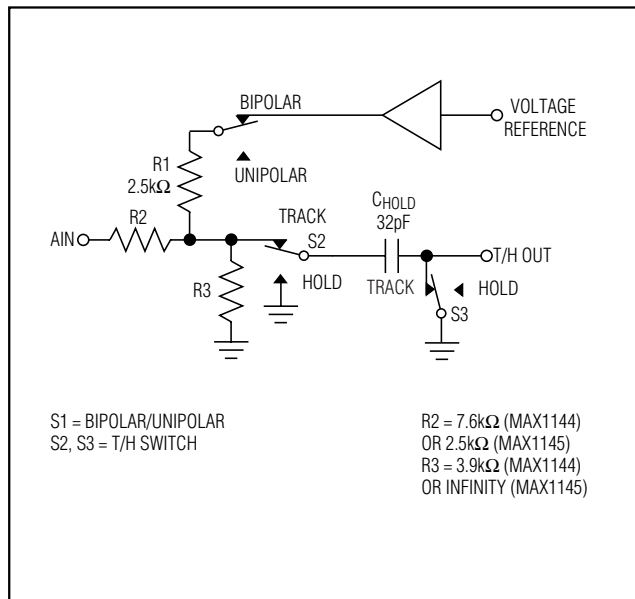 BIPOLAR
VOLTAGE
REFERENCE
R1
2.5kΩ
UNIPOLAR
CHOLD
32pF
TRACK
R2
AIN
S2
T/H OUT
R3
HOLD
TRACK
HOLD
S3
S1 = BIPOLAR/UNIPOLAR
S2, S3 = T/H SWITCH
R2 = 7.6kΩ (MAX1144)
OR 2.5kΩ (MAX1145)
R3 = 3.9kΩ (MAX1144)
OR INFINITY (MAX1145)